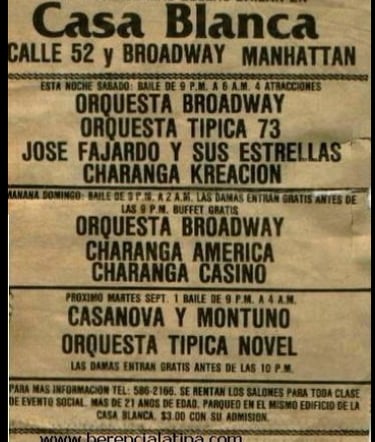 Casa Blanca
CALLE 52 y BROADWAY MANHATTAN
ESTA NOCHE SABADO: BAILE DE 9 P.M. A 6 A.M. 4 ATRACCIONES
ORQUESTA BROADWAY
ORQUESTA TIPICA 73
JOSE FAJARDO Y SUS ESTRELLAS
CHARANGA KREACION
MANANA DOMINGO: BAILE DE 9 P.M. A 2 A.M. LAS DAMAS ENTRAN GRATIS ANTES DE
LAS 9 P.M. BUFFET GRATIS
ORQUESTA BROADWAY
CHARANGA AMERICA
CHARANGA CASINO
PROXIMO MARTES SEPT. 1 BAILE DE 9 P.M. A 4 A.M.
CASANOVA Y MONTUNO
ORQUESTA TIPICA NOVEL
LAS DAMAS ENTRAN GRATIS ANTES DE LAS 10 P.M.
PARA MAS INFORMACION TEL: 586-2166. SE RENTAN LOS SALONES PARA TODA CLASE
DE EVENTO SOCIAL. MAS DE 21 AÑOS DE EDAD. PARQUEO EN EL MISMO EDIFICIO DE LA
CASA BLANCA. $3.00 CON SU ADMISION.
www.herencialatina.com